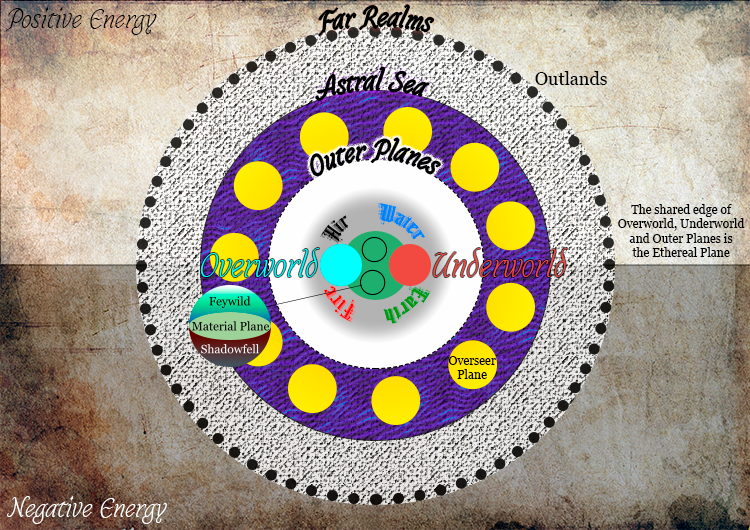 Positive Energy
Far Realms
Outlands
Astral Sea
Outer Planes
Air
Water
The shared edge of
Overworld, Underworld
and Outer Planes is
the Ethereal Plane
Overworld
Underworld
Fire
Earth
Feywild
Material Plane
Shadowfell
Overseer
Plane
Negative Energy